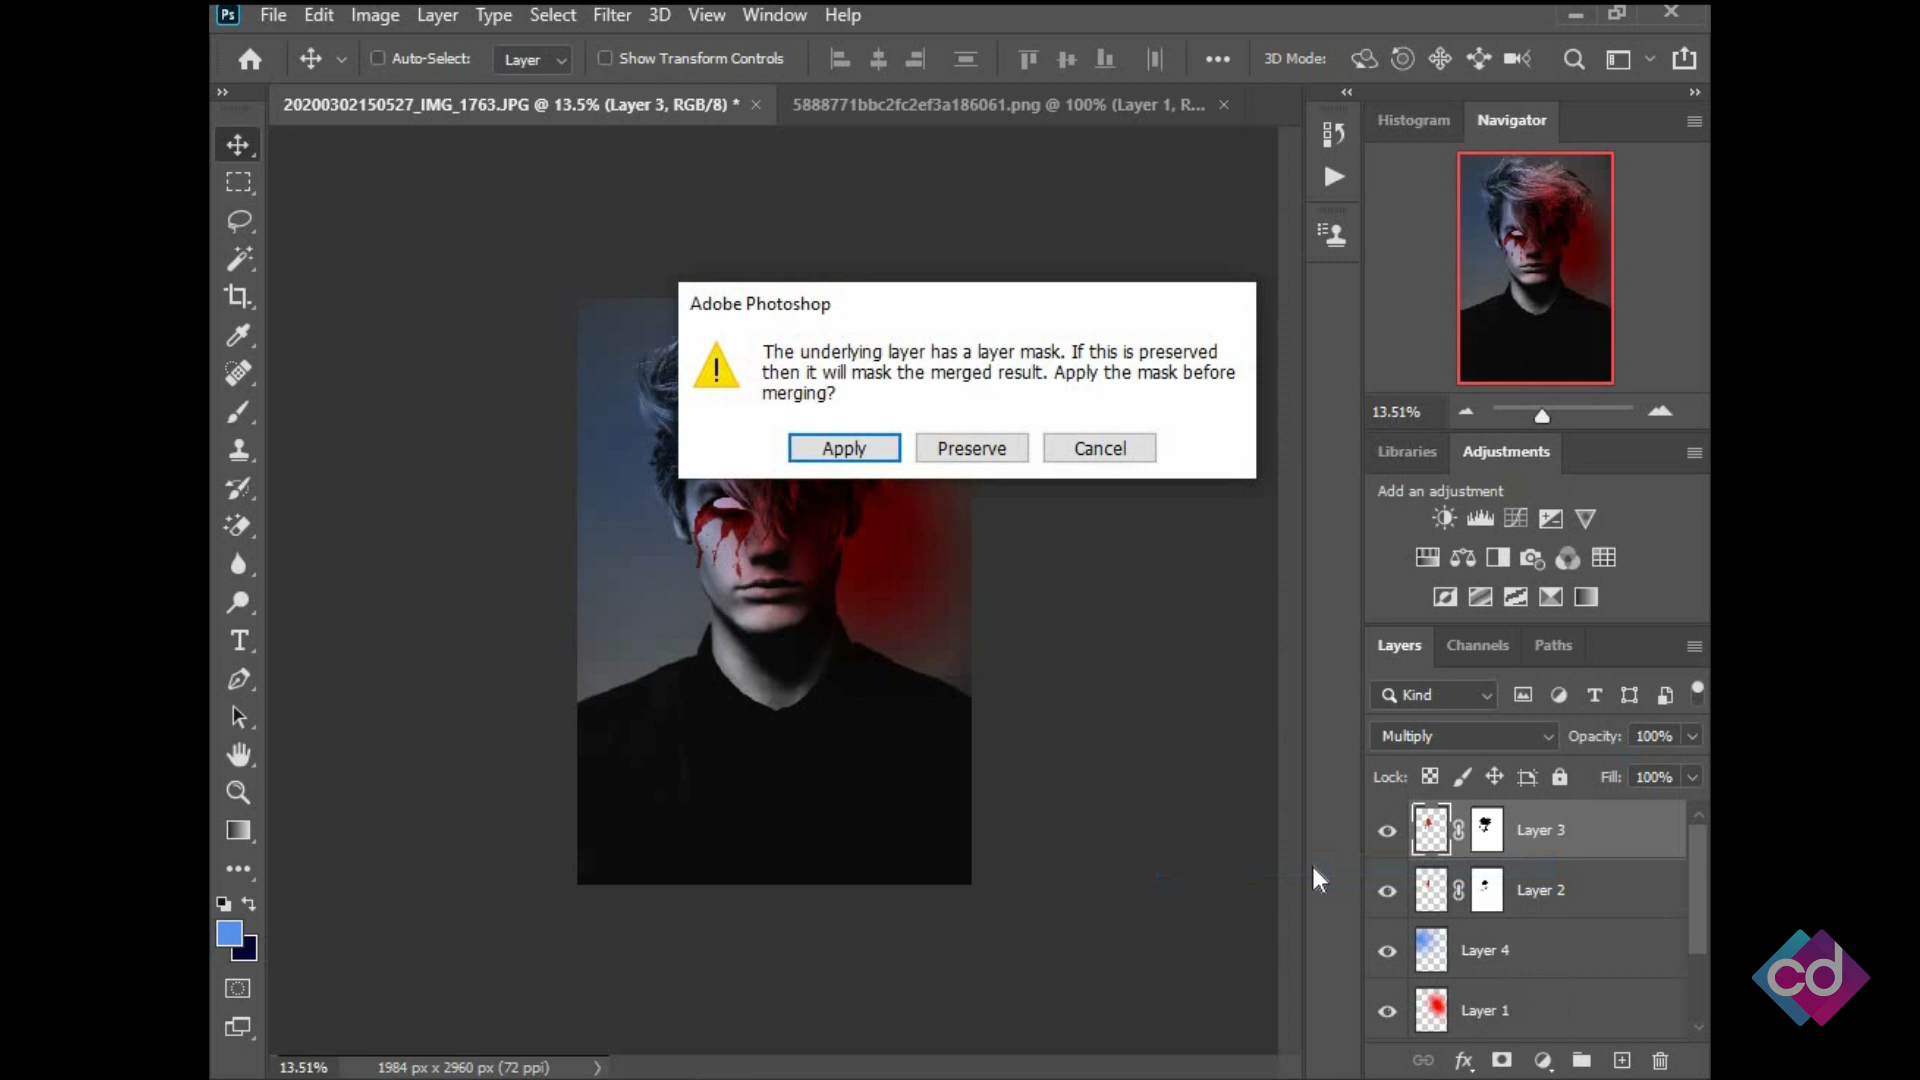 Ps File Edit Image Layer Type Select Filter 3D View Window Help
Auto-Select: Layer Show Transform Controls 3D Mode:
20200302150527_IMG_1763.JPG @ 13.5% (Layer 3, RGB/8) *
5888771bbc2fc2ef3a186061.png @ 100% (Layer 1, R...
Histogram Navigator
Adobe Photoshop
The underlying layer has a layer mask. If this is preserved
then it will mask the merged result. Apply the mask before
merging?
Apply Preserve Cancel
13.51%
Libraries Adjustments
Add an adjustment
Layers Channels Paths
Kind
Multiply Opacity: 100%
Lock: Fill: 100%
Layer 3
Layer 2
Layer 4
Layer 1
fx
cd
13.51% 1984 px x 2960 px (72 ppi)